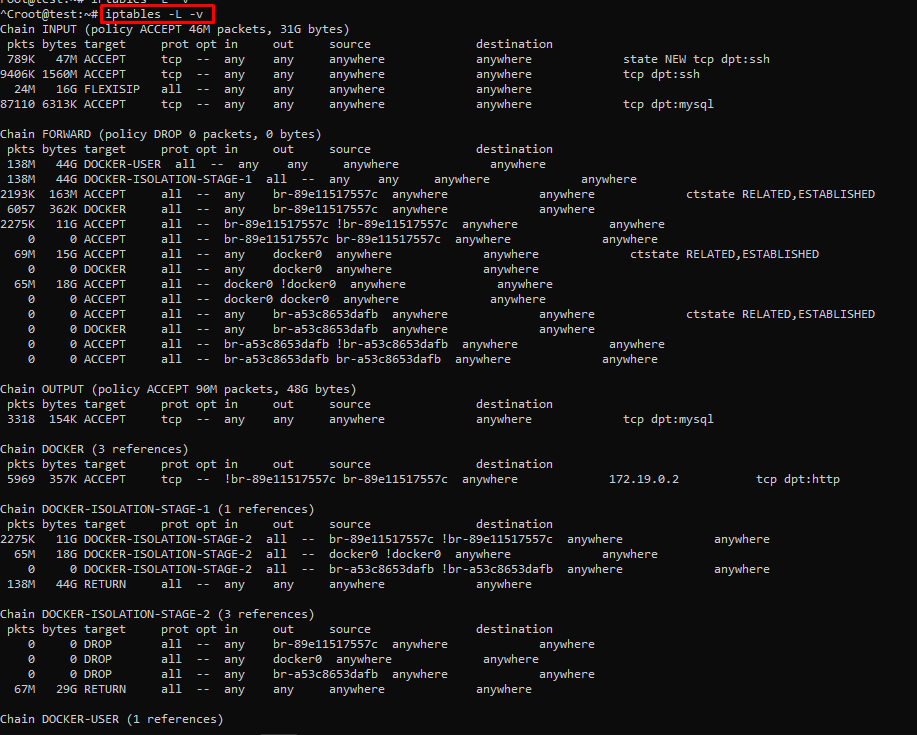 ^Croot@test:~# iptables -L -v
Chain INPUT (policy ACCEPT 46M packets, 31G bytes)
pkts bytes target prot opt in out source destination
789K 47M ACCEPT tcp -- any any anywhere anywhere state NEW tcp dpt:ssh
9406K 1560M ACCEPT tcp -- any any anywhere anywhere tcp dpt:ssh
24M 16G FLEXISIP all -- any any anywhere anywhere
87110 6313K ACCEPT tcp -- any any anywhere anywhere tcp dpt:mysql
Chain FORWARD (policy DROP 0 packets, 0 bytes)
pkts bytes target prot opt in out source destination
138M 44G DOCKER-USER all -- any any anywhere anywhere
138M 44G DOCKER-ISOLATION-STAGE-1 all -- any any anywhere anywhere
2193K 163M ACCEPT all -- any br-89e11517557c anywhere anywhere ctstate RELATED,ESTABLISHED
6057 362K DOCKER all -- any br-89e11517557c anywhere anywhere
2275K 11G ACCEPT all -- br-89e11517557c !br-89e11517557c anywhere anywhere
0 0 ACCEPT all -- br-89e11517557c br-89e11517557c anywhere anywhere
69M 15G ACCEPT all -- any docker0 anywhere anywhere ctstate RELATED,ESTABLISHED
0 0 DOCKER all -- any docker0 anywhere anywhere
65M 18G ACCEPT all -- docker0 !docker0 anywhere anywhere
0 0 ACCEPT all -- docker0 docker0 anywhere anywhere
0 0 ACCEPT all -- any br-a53c8653dafb anywhere anywhere ctstate RELATED,ESTABLISHED
0 0 DOCKER all -- any br-a53c8653dafb anywhere anywhere
0 0 ACCEPT all -- br-a53c8653dafb !br-a53c8653dafb anywhere anywhere
0 0 ACCEPT all -- br-a53c8653dafb br-a53c8653dafb anywhere anywhere
Chain OUTPUT (policy ACCEPT 90M packets, 48G bytes)
pkts bytes target prot opt in out source destination
3318 154K ACCEPT tcp -- any any anywhere anywhere tcp dpt:mysql
Chain DOCKER (3 references)
pkts bytes target prot opt in out source destination
5969 357K ACCEPT tcp -- !br-89e11517557c br-89e11517557c anywhere 172.19.0.2 tcp dpt:http
Chain DOCKER-ISOLATION-STAGE-1 (1 references)
pkts bytes target prot opt in out source destination
2275K 11G DOCKER-ISOLATION-STAGE-2 all -- br-89e11517557c !br-89e11517557c anywhere anywhere
65M 18G DOCKER-ISOLATION-STAGE-2 all -- docker0 !docker0 anywhere anywhere
0 0 DOCKER-ISOLATION-STAGE-2 all -- br-a53c8653dafb !br-a53c8653dafb anywhere anywhere
138M 44G RETURN all -- any any anywhere anywhere
Chain DOCKER-ISOLATION-STAGE-2 (3 references)
pkts bytes target prot opt in out source destination
0 0 DROP all -- any br-89e11517557c anywhere anywhere
0 0 DROP all -- any docker0 anywhere anywhere
0 0 DROP all -- any br-a53c8653dafb anywhere anywhere
67M 29G RETURN all -- any any anywhere anywhere
Chain DOCKER-USER (1 references)